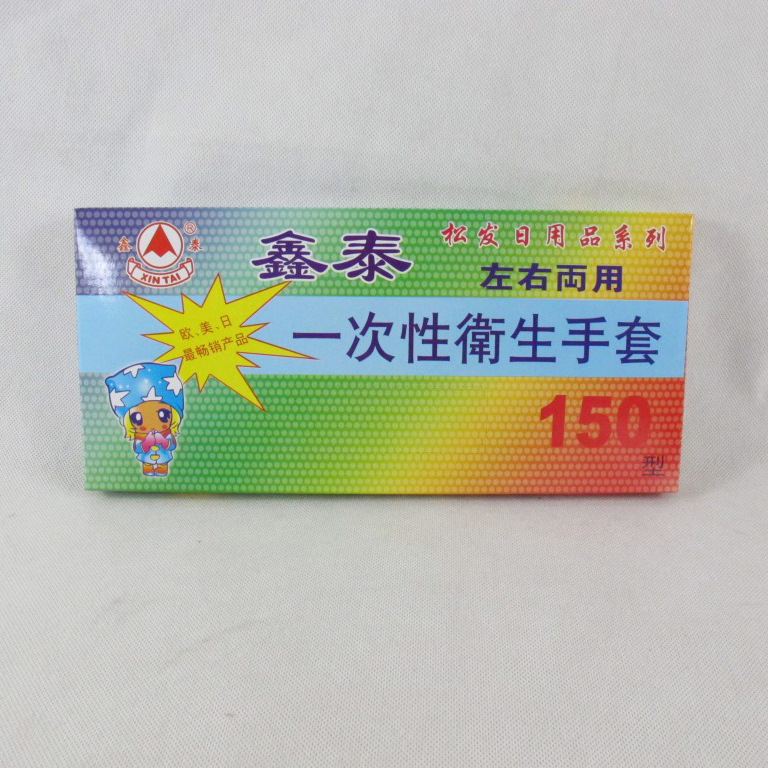 鑫 泰 ®
XIN TAI
鑫泰
松发日用品系列
左右両用
欧、美、日
最畅销产品
一次性衛生手套
150
型